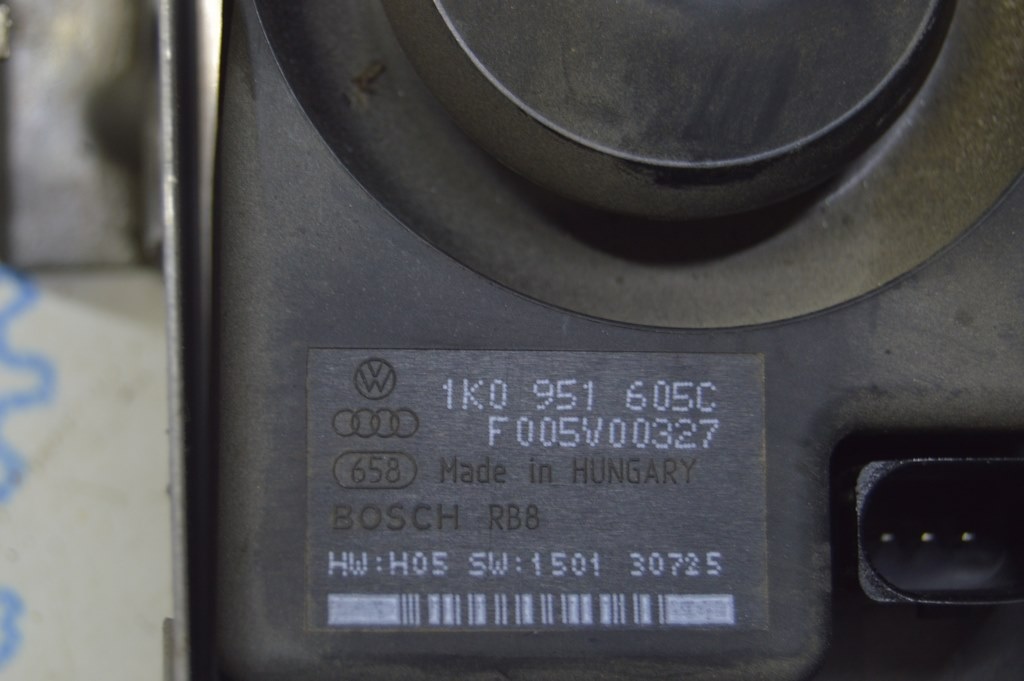 1K0 951 605C
F005V00327
658 Made in HUNGARY
BOSCH RB8
HW:H05 SW:1501 30725